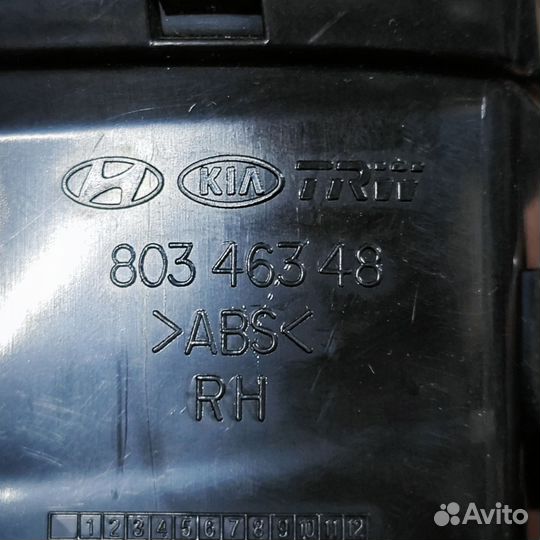 H KIA TRW
803 463 48
>ABS<
RH
1 2 3 4 5 6 7 8 9 10 11 12
Avito